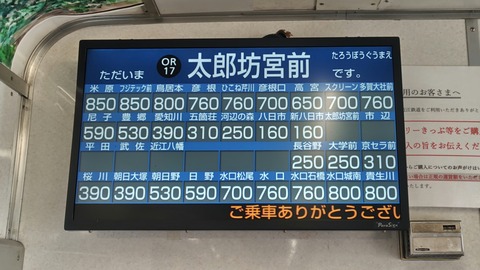 ただいま
OR
17
太郎坊宮前
たろうぼうぐうまえ
です。
米原 フジテック前 鳥居本 彦根 ひこね芹川 彦根口 高宮 スクリーン 多賀大社前
850 850 800 760 760 700 650 700 760
尼子 豊郷 愛知川 五箇荘 河辺の森 八日市 新八日市 太郎坊宮前 市辺
590 530 390 310 250 160 160
平田 武佐 近江八幡 長谷野 大学前 京セラ前
250 250 310
桜川 朝日大塚 朝日野 日野 水口松尾 水口 水口石橋 水口城南 貴生川
390 390 530 590 700 760 760 800 800
ご乗車ありがとうござい
用のお客さまへ